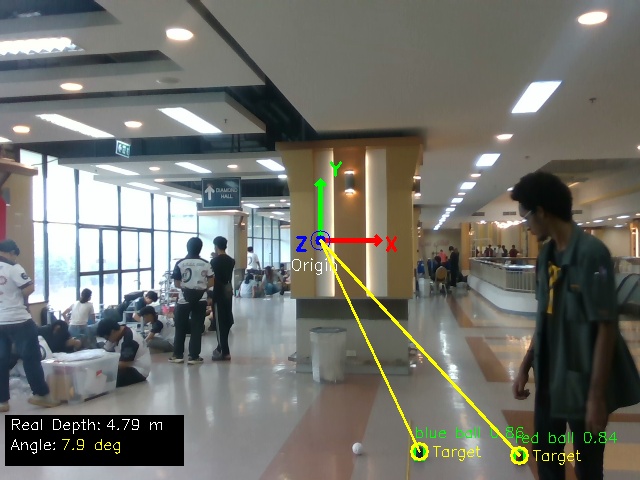 DIAMOND
HALL
Y
Z
X
Origin
blue ball 0.86
red ball 0.84
Target
Target
Real Depth: 4.79 m
Angle: 7.9 deg